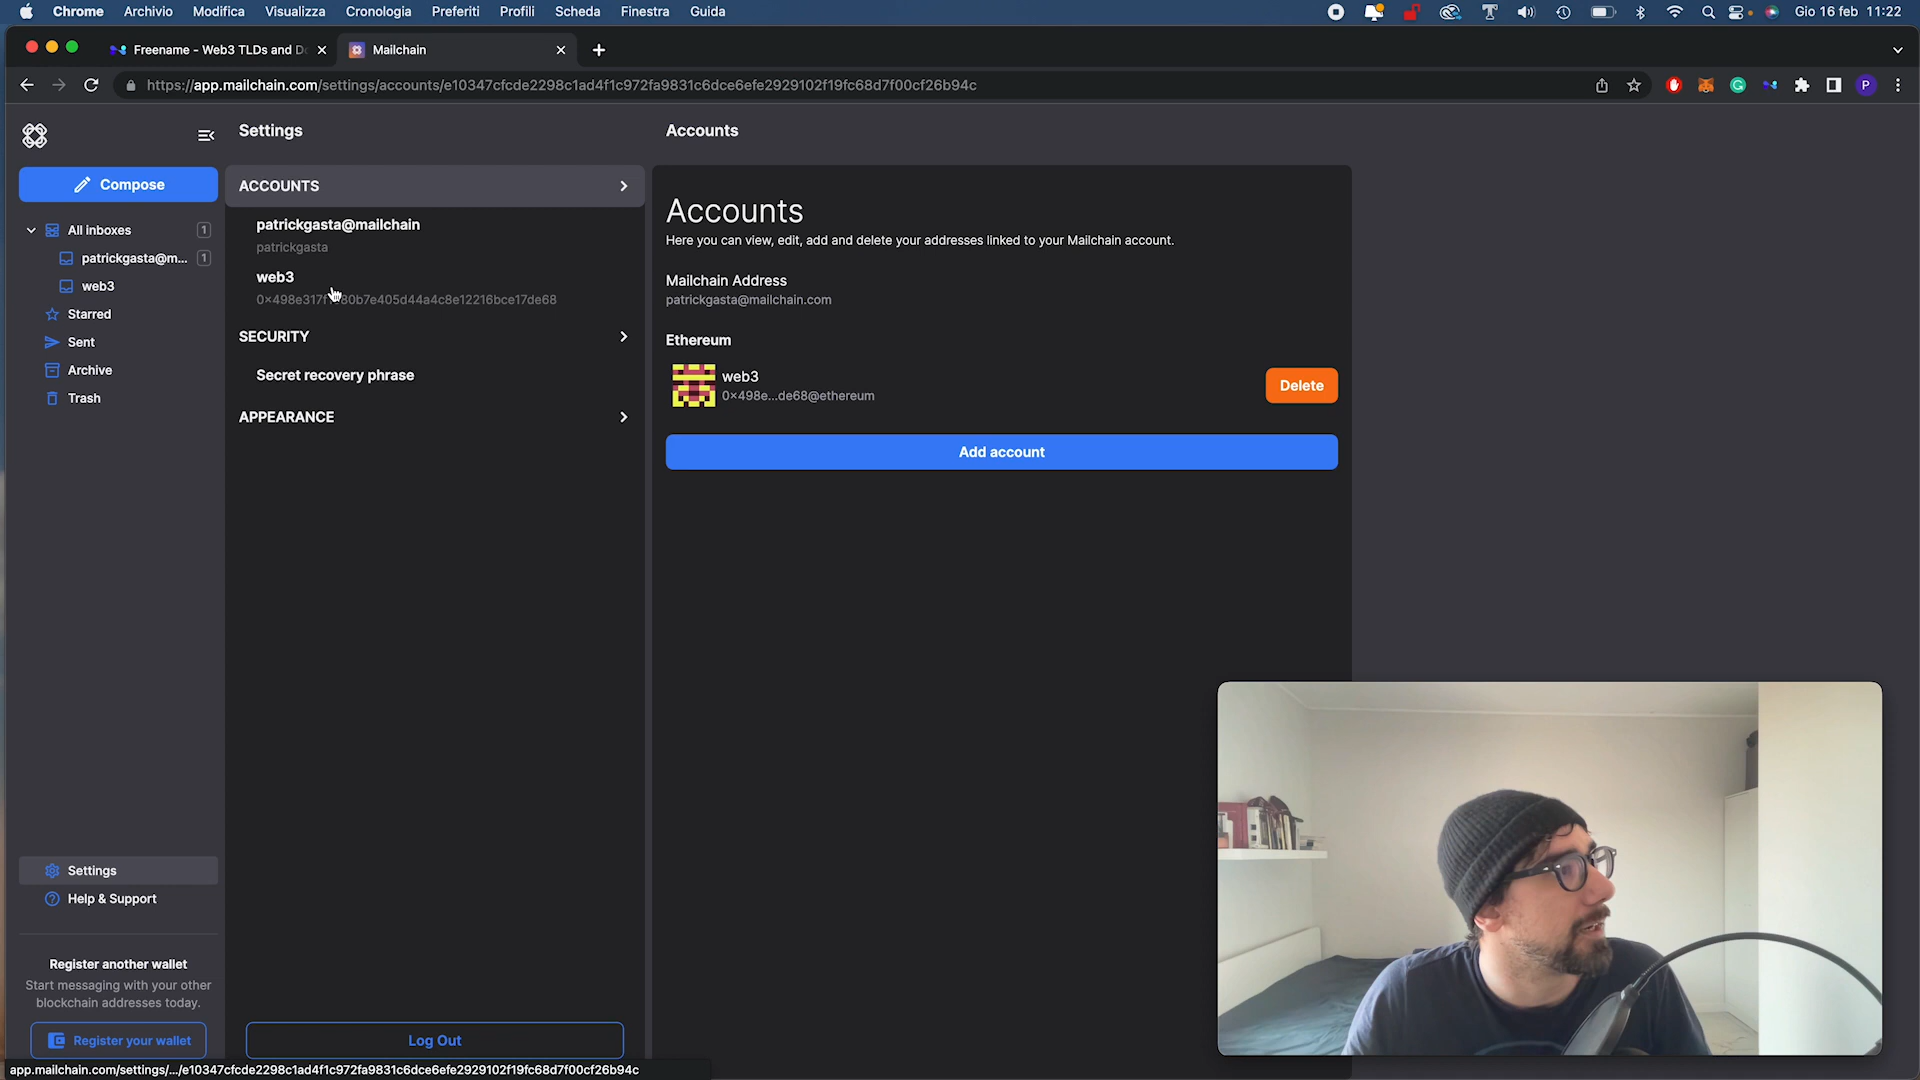 Chrome Archivio Modifica Visualizza Cronologia Preferiti Profili Scheda Finestra Guida Gio 16 feb 11:22
Freename - Web3 TLDs and D
Mailchain
https://app.mailchain.com/settings/accounts/e10347cfcde2298c1ad4f1c972fa9831c6dce6efe2929102f19fc68d7f00cf26b94c
P
Compose
All inboxes 1
patrickgasta@m... 1
web3
Starred
Sent
Archive
Trash
Settings
Help & Support
Register another wallet
Start messaging with your other
blockchain addresses today.
Register your wallet
Settings
ACCOUNTS
patrickgasta@mailchain
patrickgasta
web3
SECURITY
Secret recovery phrase
APPEARANCE
Log Out
Accounts
Accounts
Here you can view, edit, add and delete your addresses linked to your Mailchain account.
Mailchain Address
patrickgasta@mailchain.com
Ethereum
web3
0×498e...de68@ethereum
Delete
Add account
app.mailchain.com/settings/.../e10347cfcde2298c1ad4f1c972fa9831c6dce6efe2929102f19fc68d7f00cf26b94c